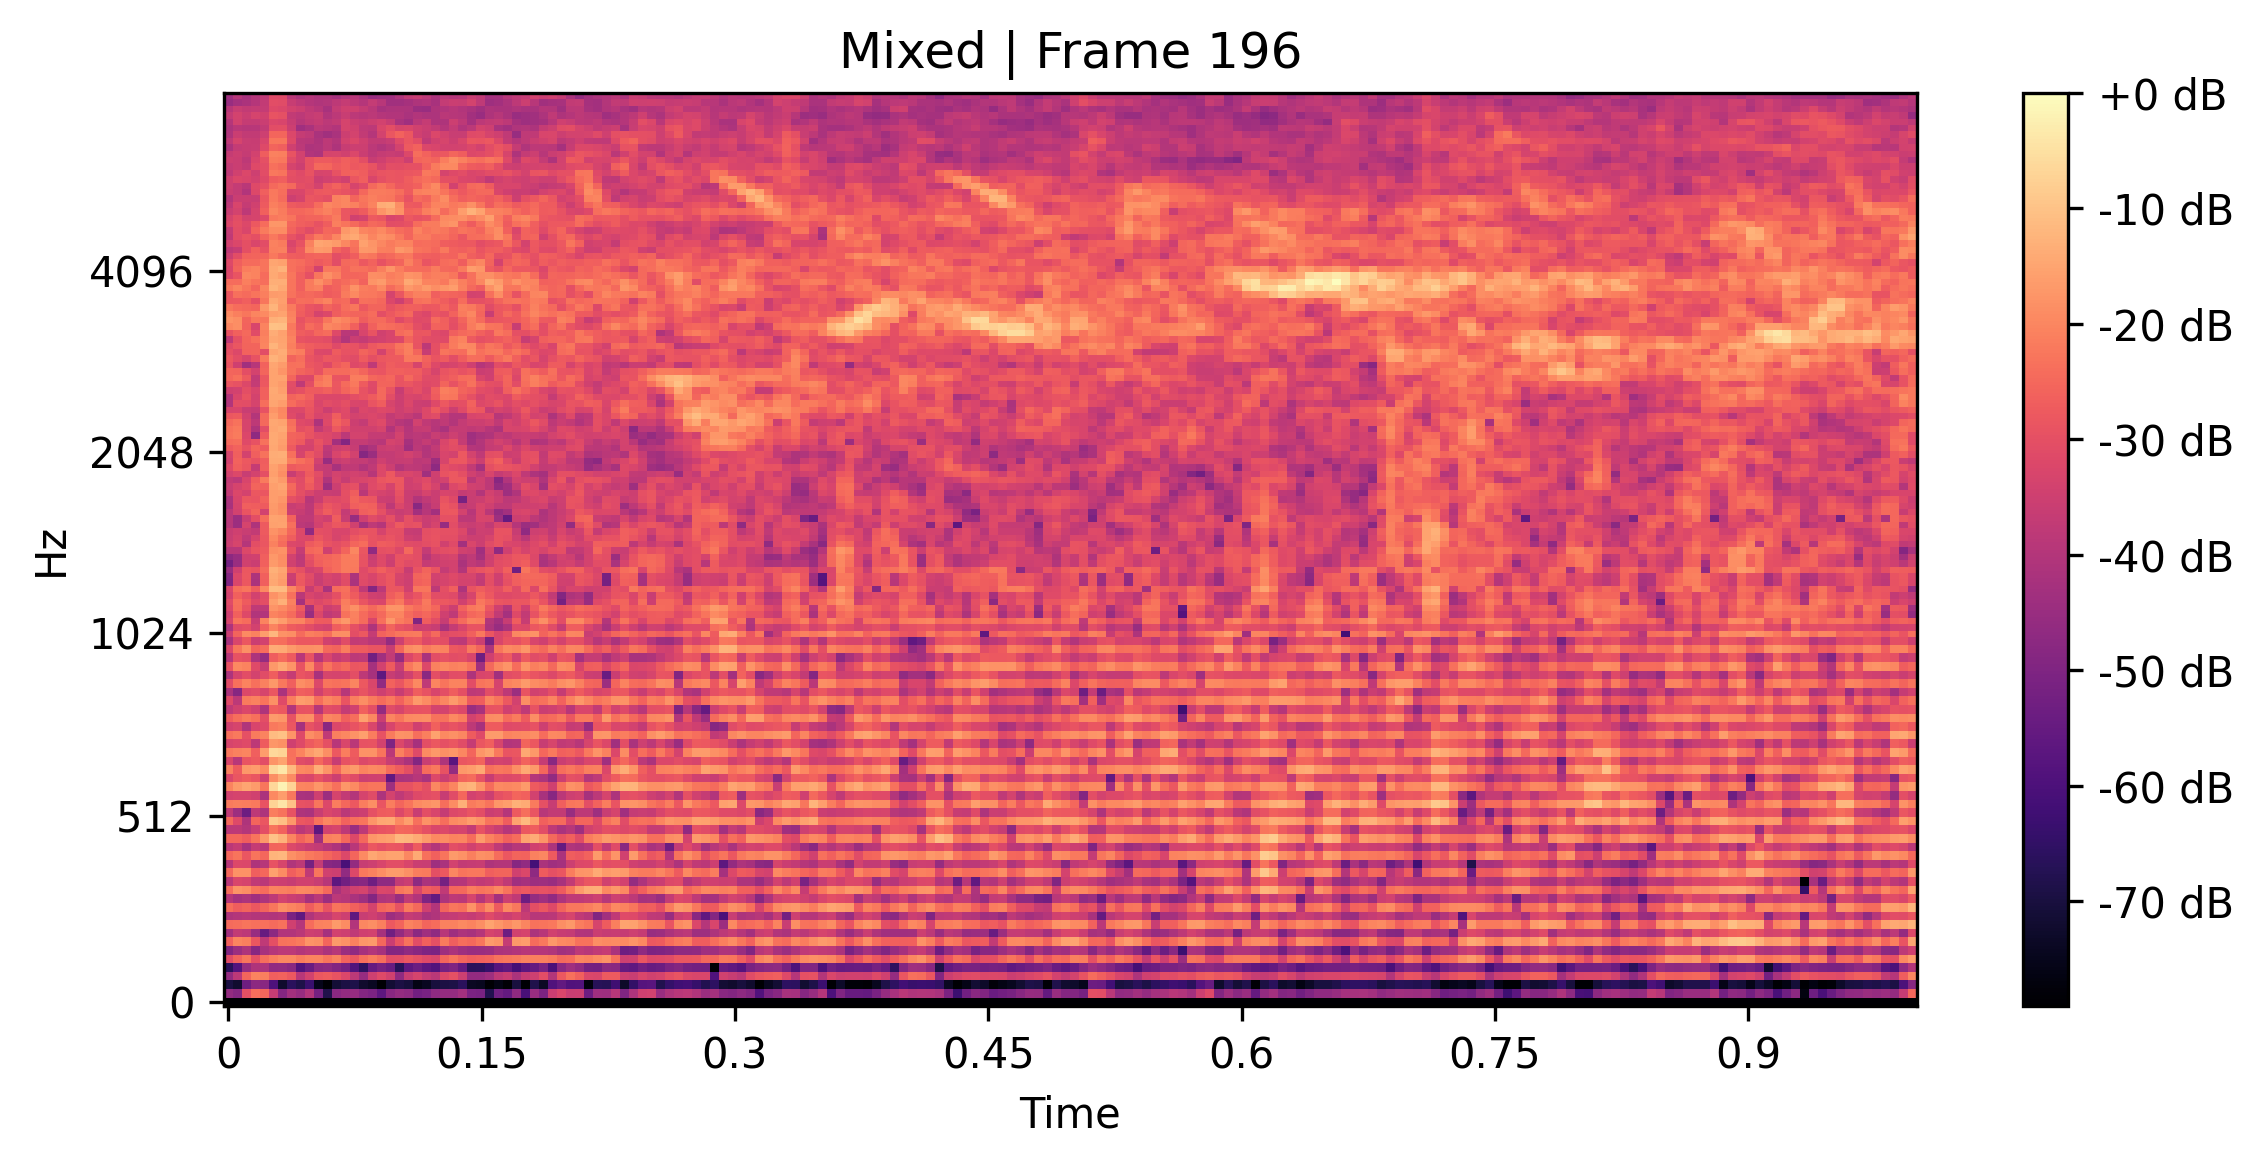 Mixed | Frame 196
Hz
4096
2048
1024
512
0
0 0.15 0.3 0.45 0.6 0.75 0.9
Time
+0 dB
-10 dB
-20 dB
-30 dB
-40 dB
-50 dB
-60 dB
-70 dB